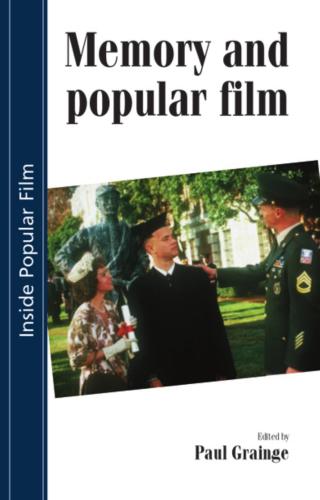 Memory and
popular film
Inside Popular Film
Edited by
Paul Grainge